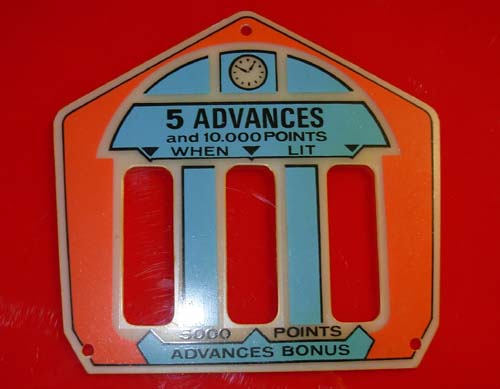 5 ADVANCES
and 10.000 POINTS
WHEN LIT
5000 POINTS
ADVANCES BONUS